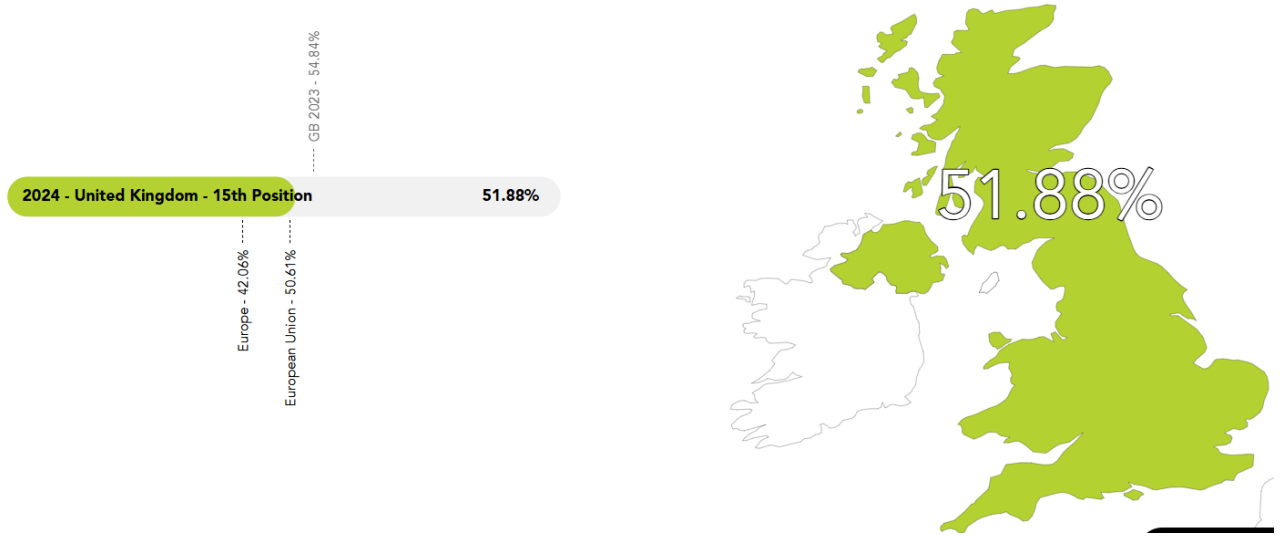 GB 2023 - 54.84%
2024 - United Kingdom - 15th Position
51.88%
Europe - 42.06%
European Union - 50.61%
51.88%